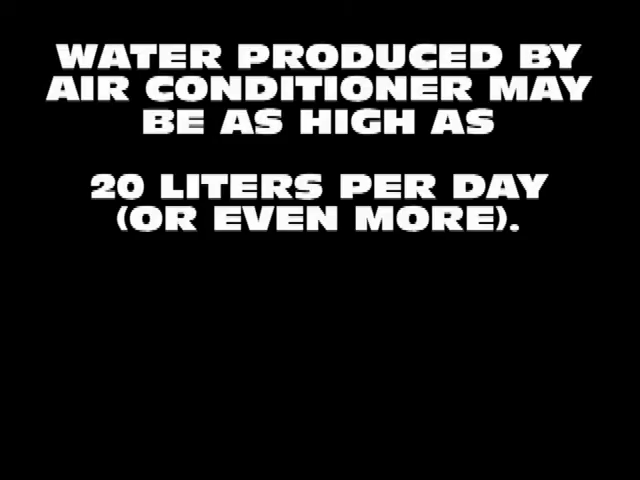 WATER PRODUCED BY
AIR CONDITIONER MAY
BE AS HIGH AS
20 LITERS PER DAY
(OR EVEN MORE).